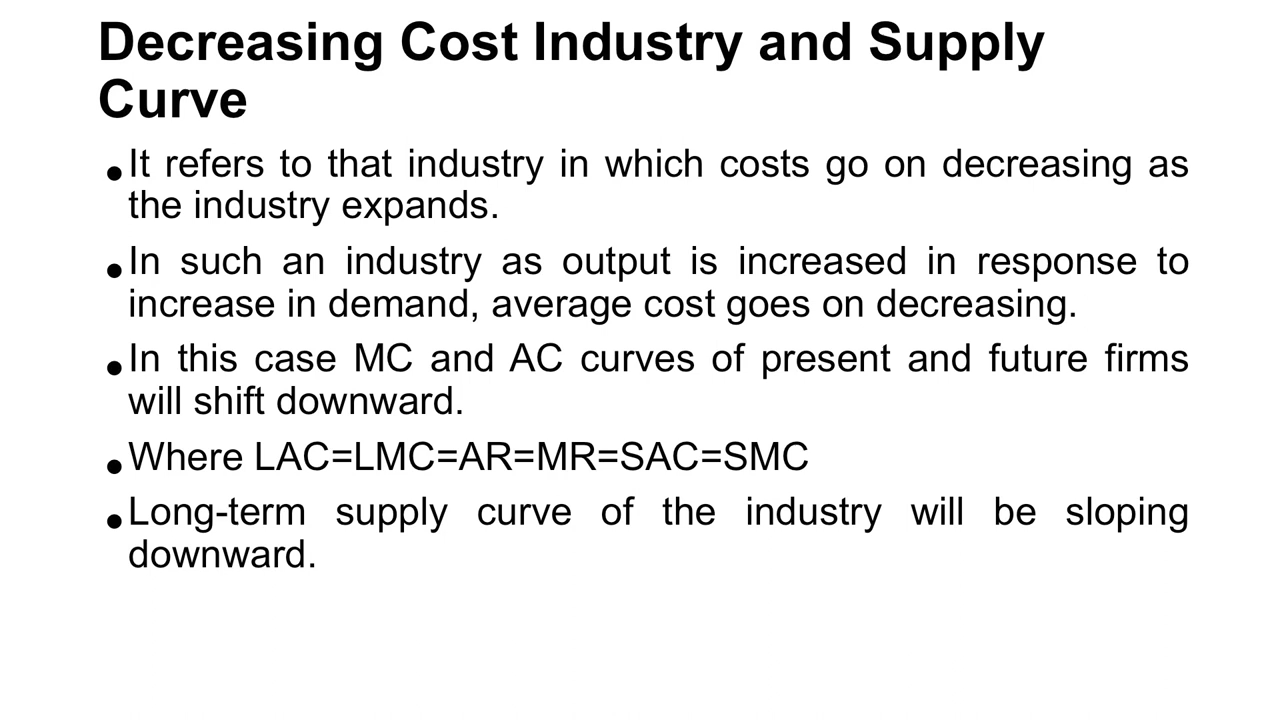 Decreasing Cost Industry and Supply
Curve
•It refers to that industry in which costs go on decreasing as
the industry expands.
•In such an industry as output is increased in response to
increase in demand, average cost goes on decreasing.
•In this case MC and AC curves of present and future firms
will shift downward.
•Where LAC=LMC=AR=MR=SAC=SMC
•Long-term supply curve of the industry will be sloping
downward.